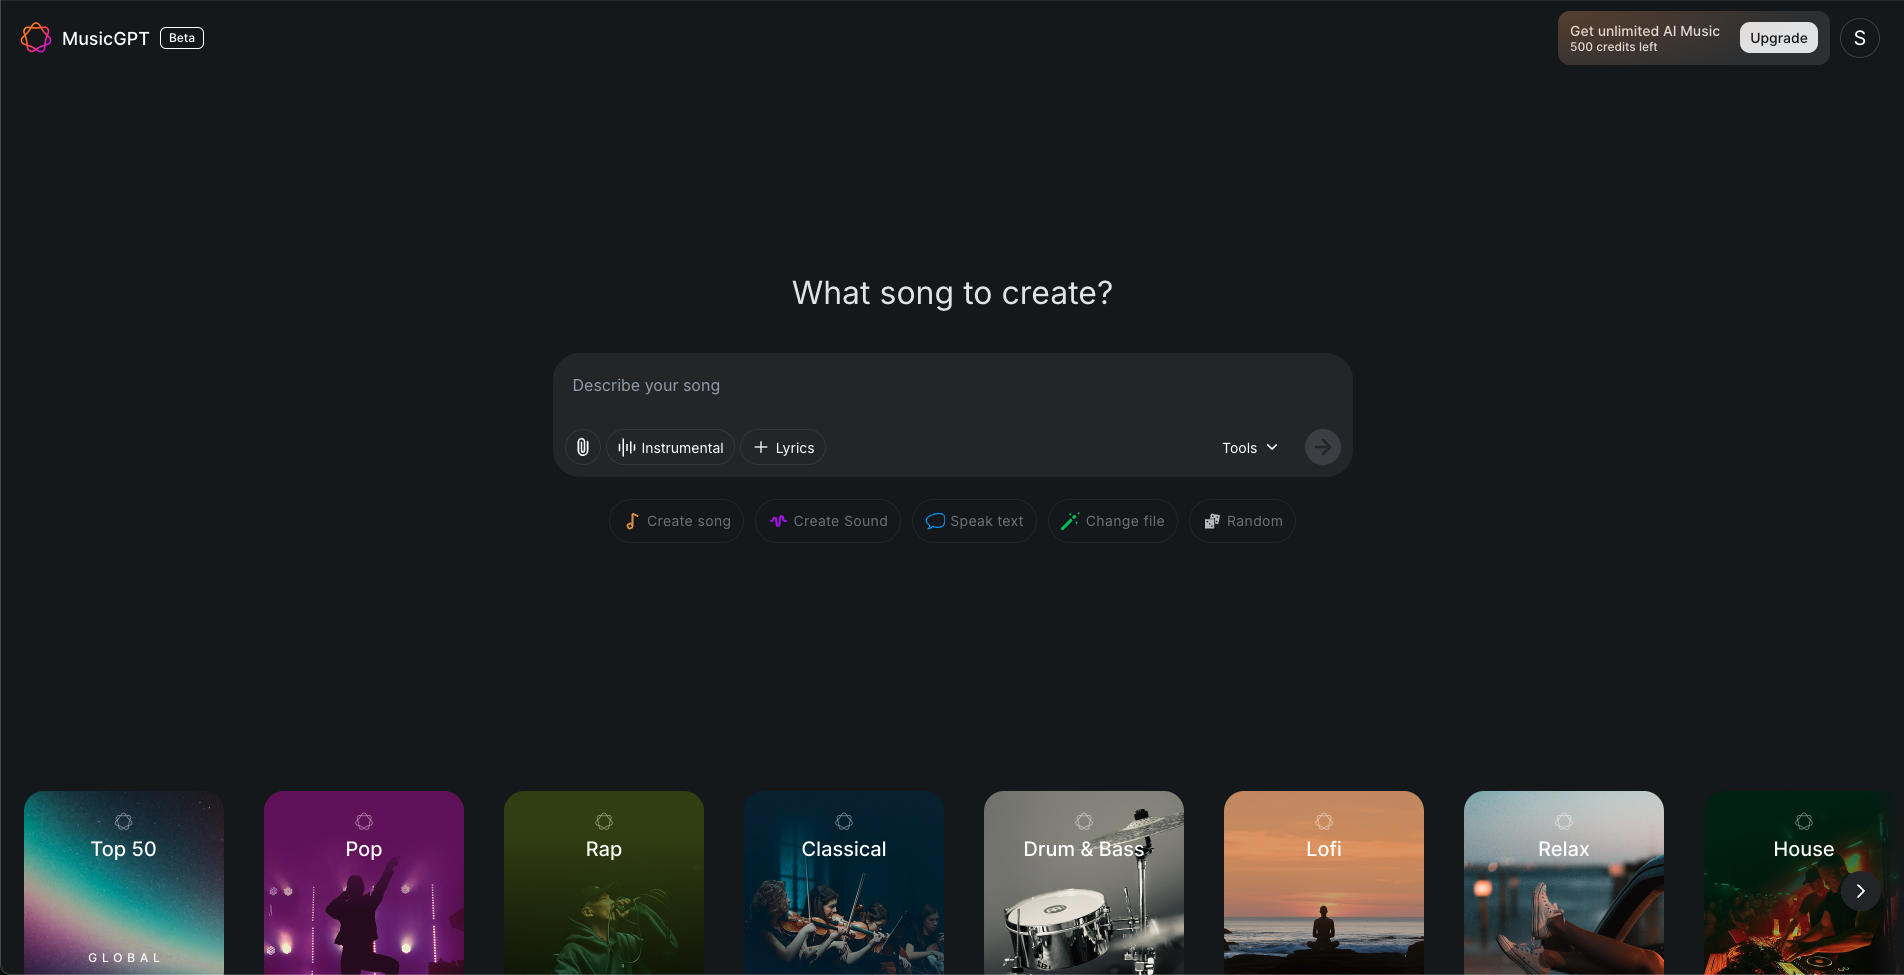 MusicGPT Beta
Get unlimited AI Music
500 credits left
Upgrade
S
What song to create?
Describe your song
Instrumental
Lyrics
Tools
Create song
Create Sound
Speak text
Change file
Random
Top 50
GLOBAL
Pop
Rap
Classical
Drum & Bass
Lofi
Relax
House